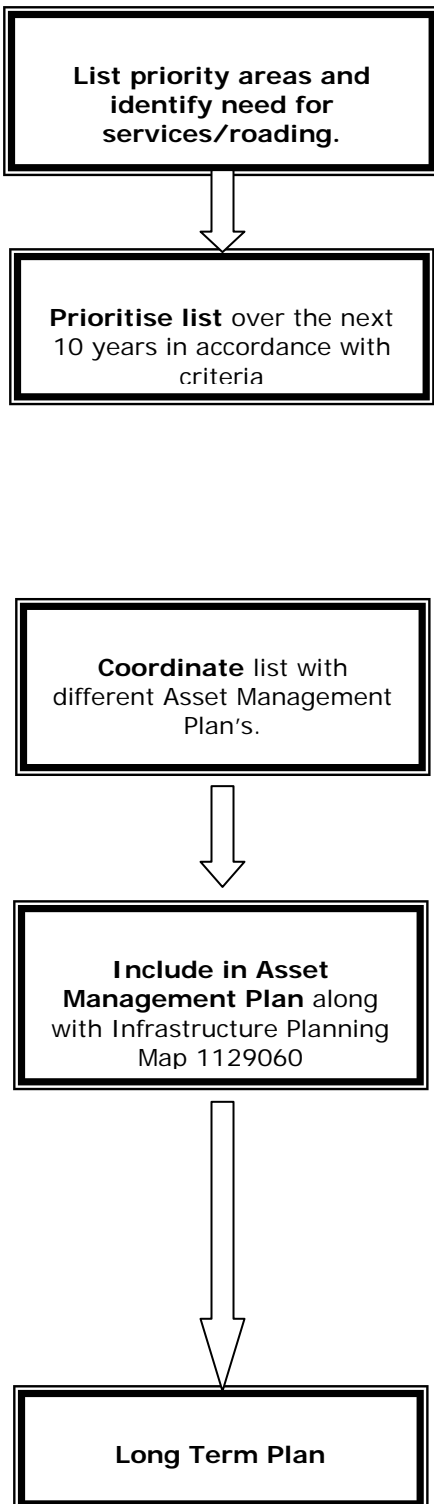 List priority areas and
identify need for
services/roading.
Prioritise list over the next
10 years in accordance with
criteria
Coordinate list with
different Asset Management
Plan's.
Include in Asset
Management Plan along
with Infrastructure Planning
Map 1129060
Long Term Plan